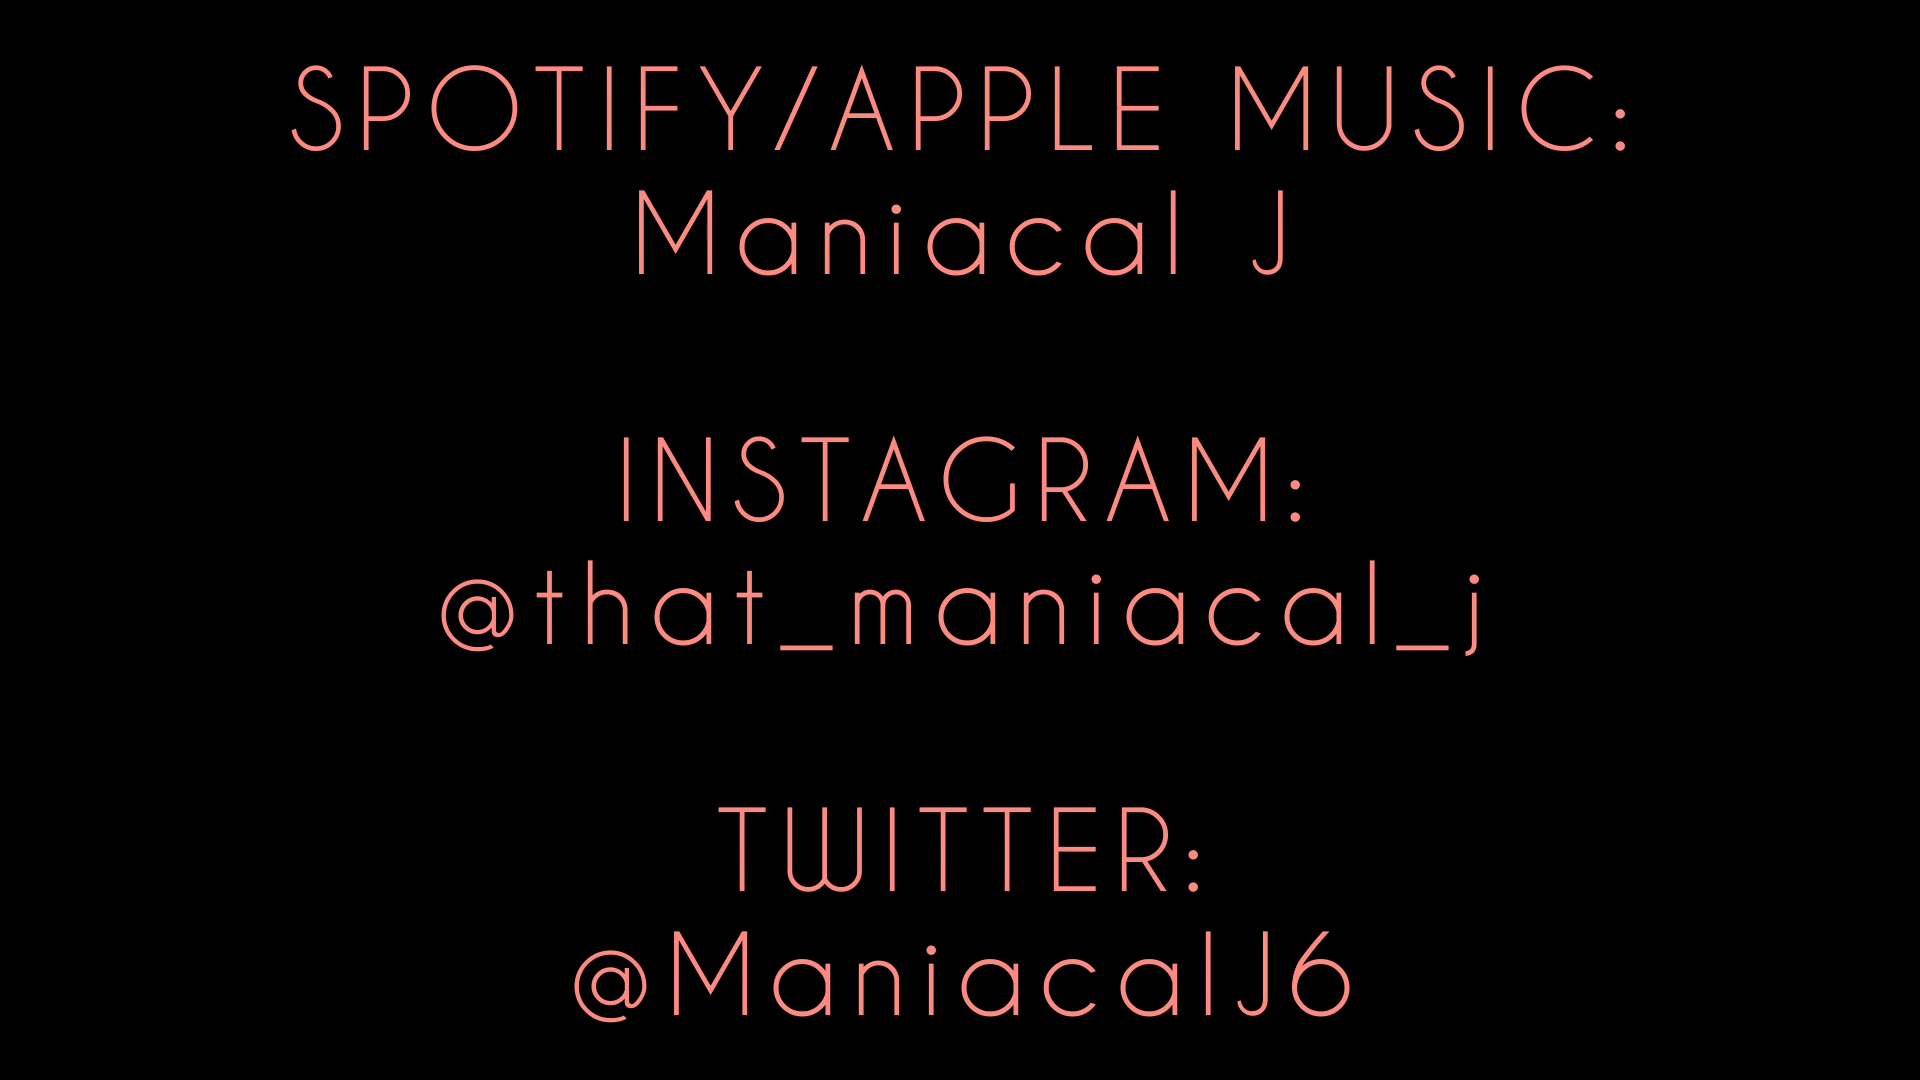 SPOTIFY/APPLE MUSIC:
Maniacal J
INSTAGRAM:
@that_maniacal_j
TWITTER:
@ManiacalJ6